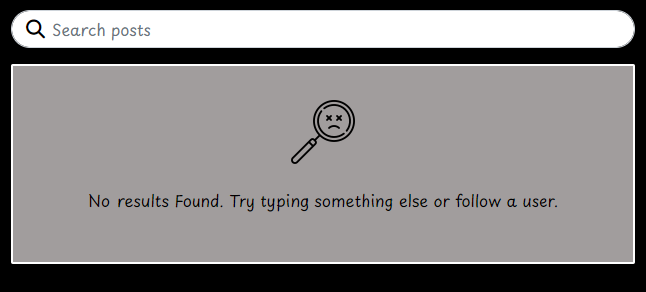 Search posts
No results Found. Try typing something else or follow a user.